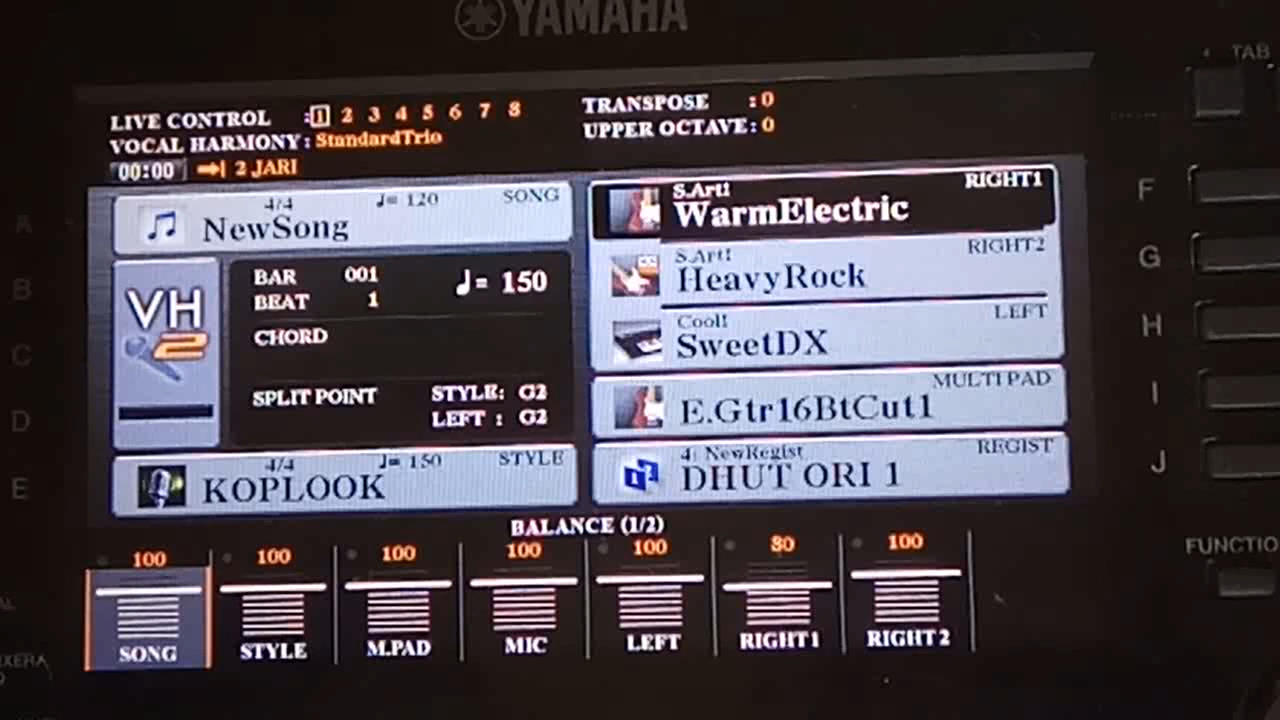 YAMAHA
TAB
LIVE CONTROL :1 2 3 4 5 6 7 8
TRANSPOSE : 0
VOCAL HARMONY : StandardTrio
UPPER OCTAVE : 0
00:00 2 JARI
4/4 ♩= 120 SONG
NewSong
VH
2
BAR 001
BEAT 1
♩= 150
CHORD
SPLIT POINT STYLE: G2
LEFT : G2
4/4 ♩= 150 STYLE
KOPLOOK
S.Art! RIGHT1
WarmElectric
S.Art! RIGHT2
HeavyRock
Cool! LEFT
SweetDX
MULTI PAD
E.Gtr16BtCut1
4: NewRegist REGIST
DHUT ORI 1
A
B
C
D
E
F
G
H
I
J
BALANCE (1/2)
100 100 100 100 100 80 100
SONG STYLE M.PAD MIC LEFT RIGHT1 RIGHT2
FUNCTIO